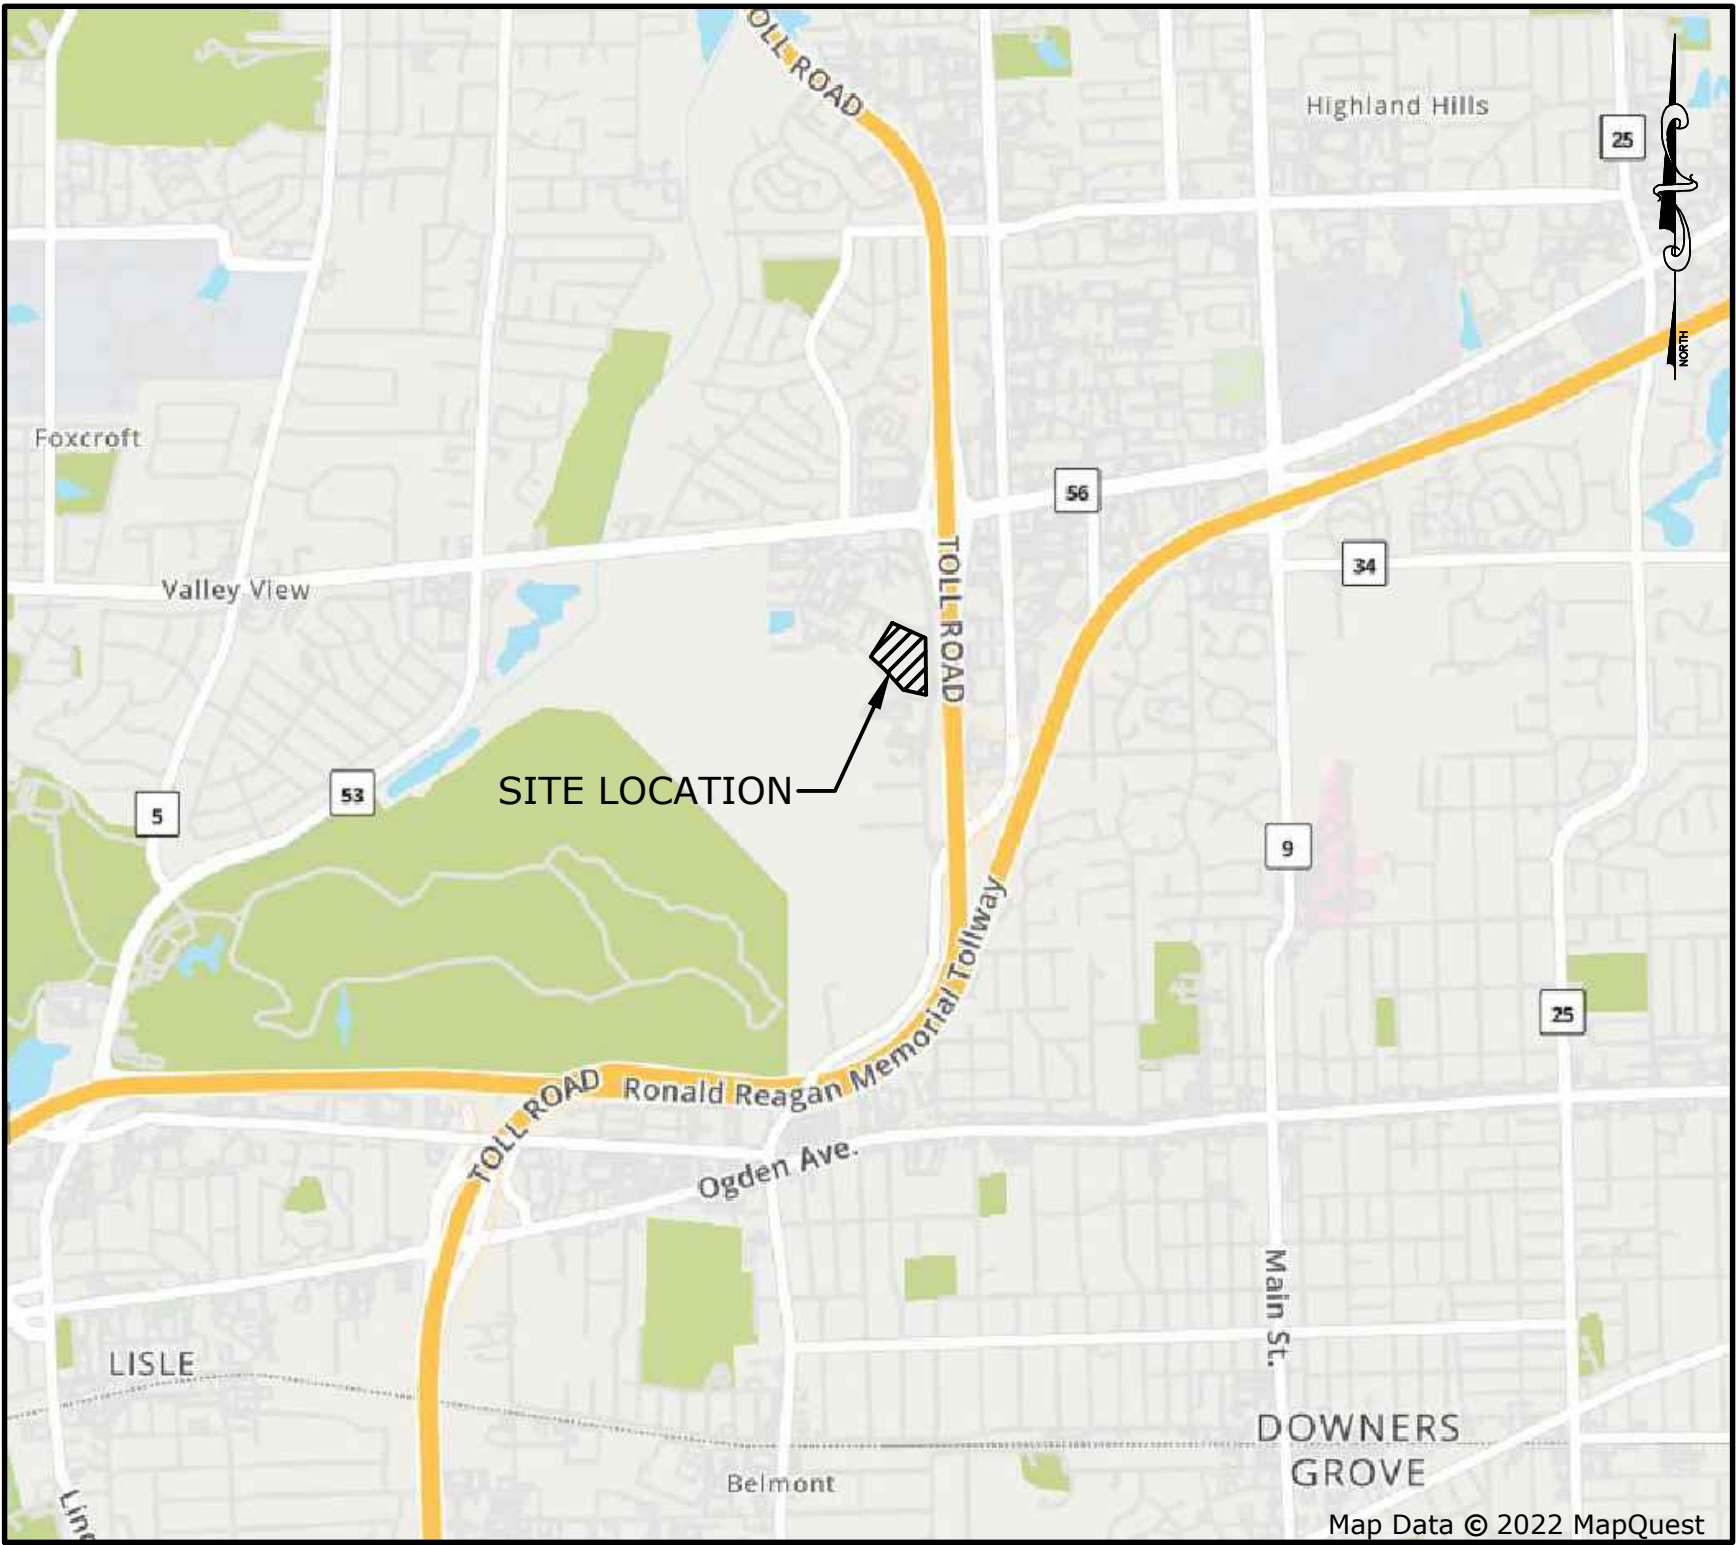 TOLL ROAD
Highland Hills
25
NORTH
Foxcroft
56
TOLL ROAD
34
Valley View
53
SITE LOCATION
5
9
Ronald Reagan Memorial Tollway
25
TOLL ROAD
Ogden Ave.
Main St.
LISLE
DOWNERS
GROVE
Belmont
Map Data © 2022 MapQuest